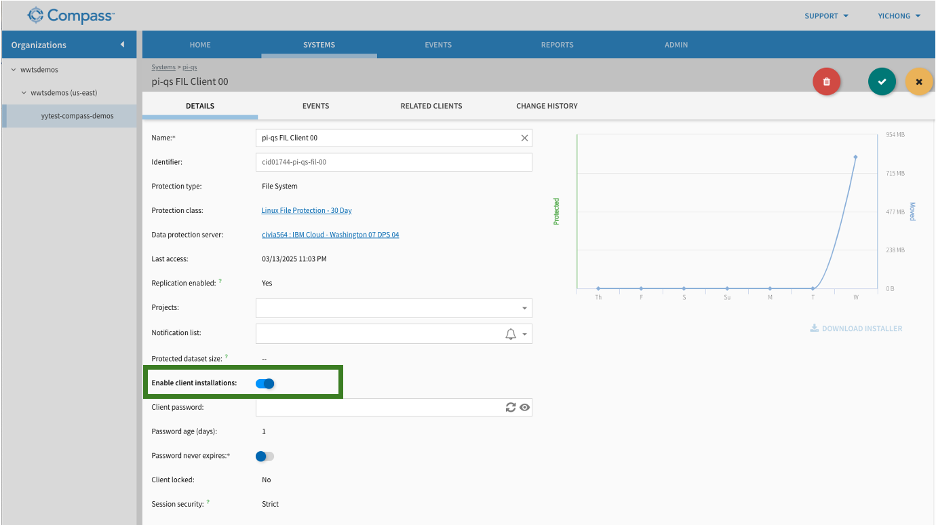 Compass
SUPPORT YICHONG
Organizations HOME SYSTEMS EVENTS REPORTS ADMIN
wwtsdemos
wwtsdemos (us-east)
yytest-compass-demos
Systems > pi-qs
pi-qs FIL Client 00
DETAILS EVENTS RELATED CLIENTS CHANGE HISTORY
Name:* pi-qs FIL Client 00
Identifier: cid01744-pi-qs-fil-00
Protection type: File System
Protection class: Linux File Protection - 30 Day
Data protection server: civla564 : IBM Cloud - Washington 07 DPS 04
Last access: 03/13/2025 11:03 PM
Replication enabled: ? Yes
Projects:
Notification list:
Protected dataset size: ? --
Enable client installations:
Client password:
Password age (days): 1
Password never expires:*
Client locked: No
Session security: ? Strict
954 MB
715 MB
477 MB
238 MB
0 B
Protected
Moved
Th F S Su M T W
DOWNLOAD INSTALLER